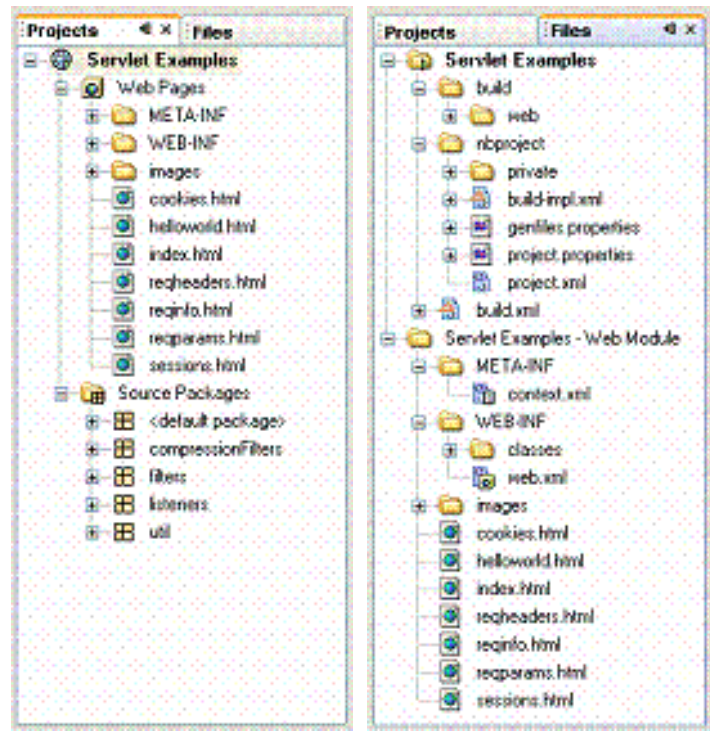 Projects
Files
Servlet Examples
Web Pages
META-INF
WEB-INF
images
cookies.html
helloworld.html
index.html
reqheaders.html
reqinfo.html
reqparams.html
sessions.html
Source Packages
<default package>
compressionFilters
filters
listeners
util
Projects
Files
Servlet Examples
build
web
nbproject
private
build-impl.xml
genfiles.properties
project.properties
project.xml
build.xml
Servlet Examples - Web Module
META-INF
context.xml
WEB-INF
classes
web.xml
images
cookies.html
helloworld.html
index.html
reqheaders.html
reqinfo.html
reqparams.html
sessions.html